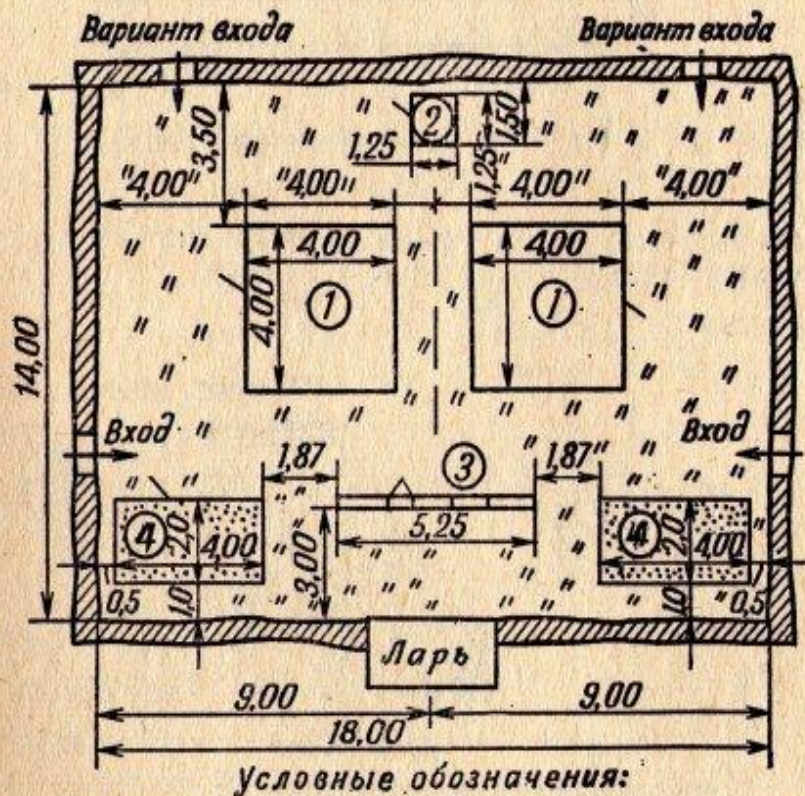 Вариант входа Вариант входа
2
3,50 1,25 1,25" 1,50
"4,00" "4,00" 4,00" "4,00"
4,00 4,00
1 1
4,00
14,00
Вход 3 Вход
1,87 1,87"
4 2,0 4,00 5,25 4 2,0 4,00
3,00
0,5 1,0 1,0 0,5
Ларь
9,00 9,00
18,00
Условные обозначения: